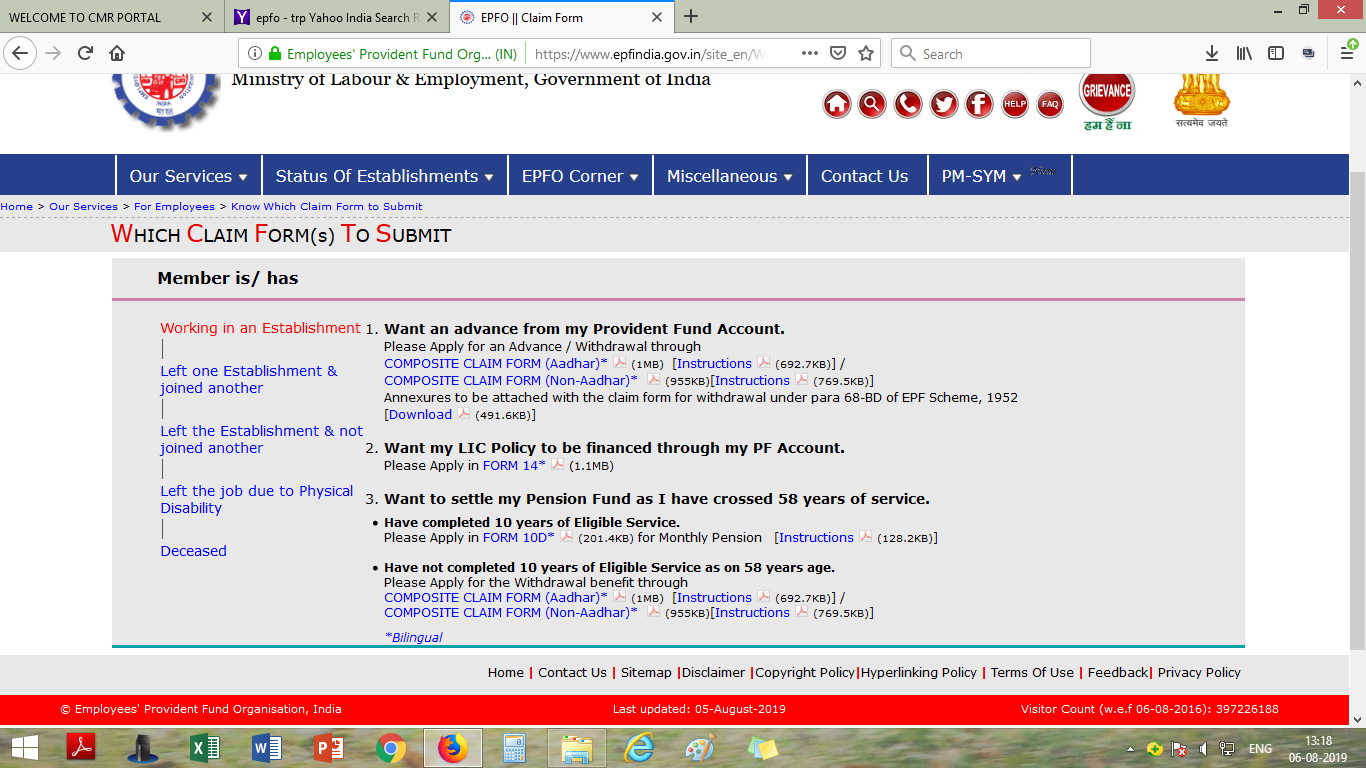 WELCOME TO CMR PORTAL
epfo - trp Yahoo India Search R
EPFO || Claim Form
Employees' Provident Fund Org... (IN)
https://www.epfindia.gov.in/site_en/W
Search
Ministry of Labour & Employment, Government of India
HELP
FAQ
GRIEVANCE
हम हैं ना
सत्यमेव जयते
Our Services
Status Of Establishments
EPFO Corner
Miscellaneous
Contact Us
PM-SYM
Home > Our Services > For Employees > Know Which Claim Form to Submit
WHICH CLAIM FORM(S) TO SUBMIT
Member is/ has
Working in an Establishment
Left one Establishment &
joined another
Left the Establishment & not
joined another
Left the job due to Physical
Disability
Deceased
1. Want an advance from my Provident Fund Account.
Please Apply for an Advance / Withdrawal through
COMPOSITE CLAIM FORM (Aadhar)* (1MB) [Instructions (692.7KB)] /
COMPOSITE CLAIM FORM (Non-Aadhar)* (955KB)[Instructions (769.5KB)]
Annexures to be attached with the claim form for withdrawal under para 68-BD of EPF Scheme, 1952
[Download (491.6KB)]
2. Want my LIC Policy to be financed through my PF Account.
Please Apply in FORM 14* (1.1MB)
3. Want to settle my Pension Fund as I have crossed 58 years of service.
• Have completed 10 years of Eligible Service.
Please Apply in FORM 10D* (201.4KB) for Monthly Pension [Instructions (128.2KB)]
• Have not completed 10 years of Eligible Service as on 58 years age.
Please Apply for the Withdrawal benefit through
COMPOSITE CLAIM FORM (Aadhar)* (1MB) [Instructions (692.7KB)] /
COMPOSITE CLAIM FORM (Non-Aadhar)* (955KB)[Instructions (769.5KB)]
*Bilingual
Home | Contact Us | Sitemap |Disclaimer |Copyright Policy|Hyperlinking Policy | Terms Of Use | Feedback| Privacy Policy
© Employees' Provident Fund Organisation, India
Last updated: 05-August-2019
Visitor Count (w.e.f 06-08-2016): 397226188
ENG
13:18
06-08-2019